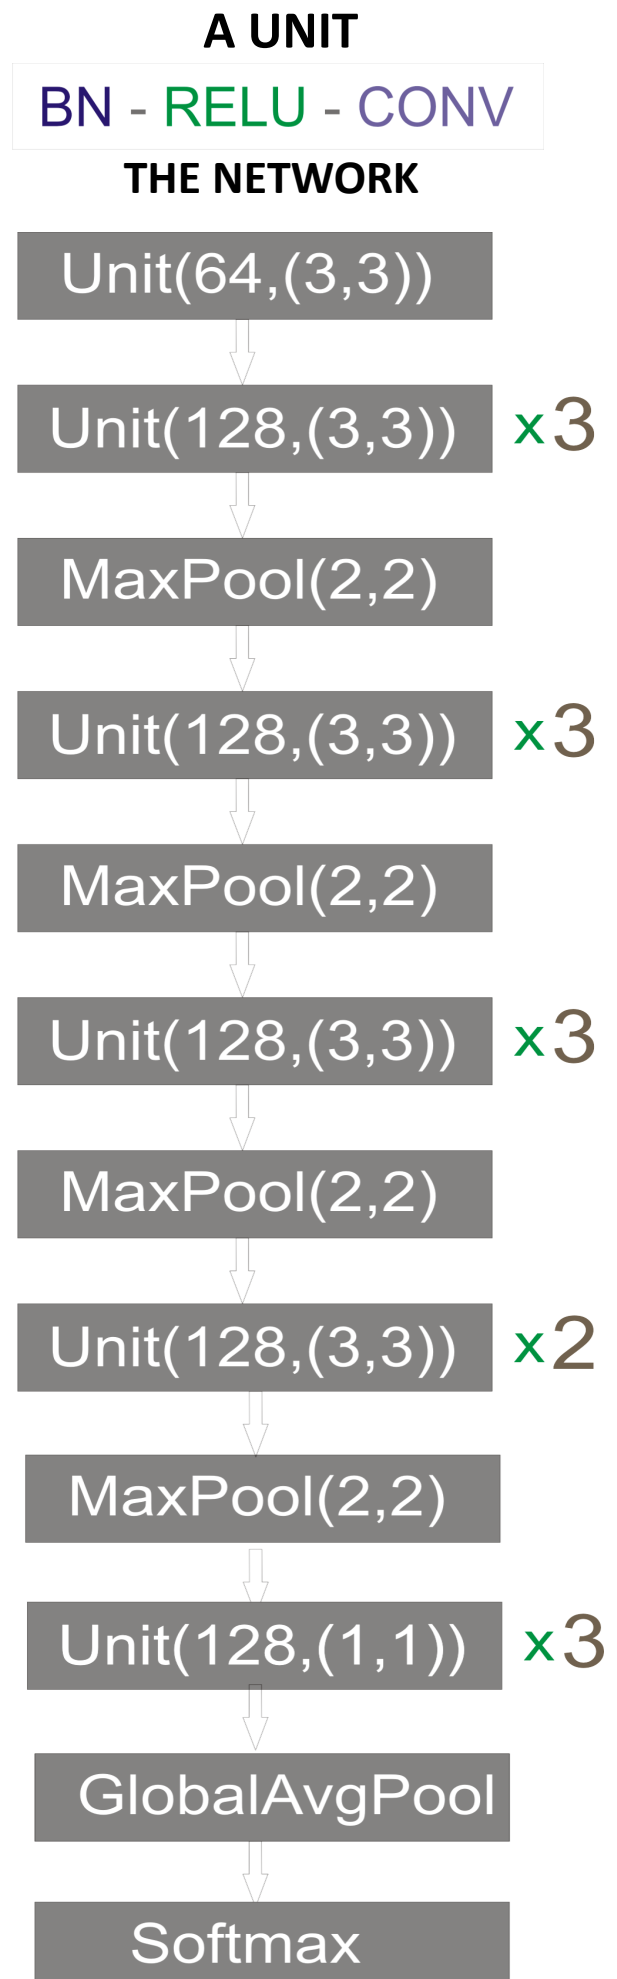 A UNIT
BN - RELU - CONV
THE NETWORK
Unit(64,(3,3))
Unit(128,(3,3)) x3
MaxPool(2,2)
Unit(128,(3,3)) x3
MaxPool(2,2)
Unit(128,(3,3)) x3
MaxPool(2,2)
Unit(128,(3,3)) x2
MaxPool(2,2)
Unit(128,(1,1)) x3
GlobalAvgPool
Softmax